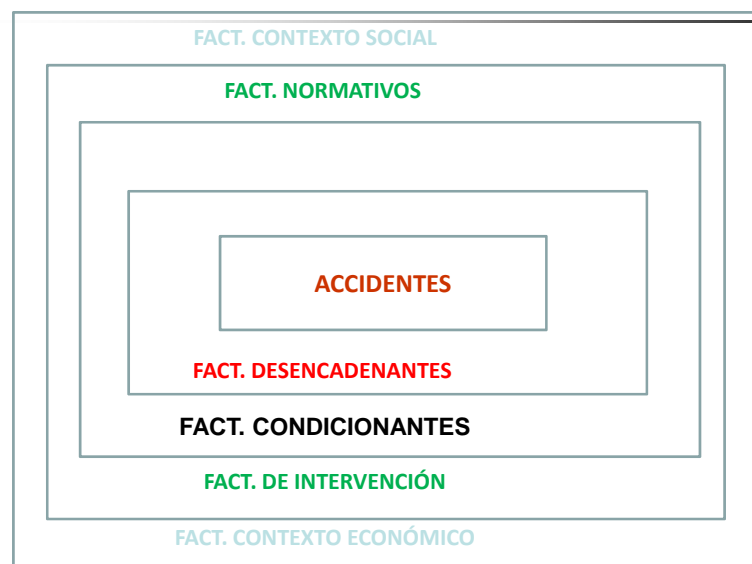 FACT. CONTEXTO SOCIAL
FACT. NORMATIVOS
ACCIDENTES
FACT. DESENCADENANTES
FACT. CONDICIONANTES
FACT. DE INTERVENCIÓN
FACT. CONTEXTO ECONÓMICO